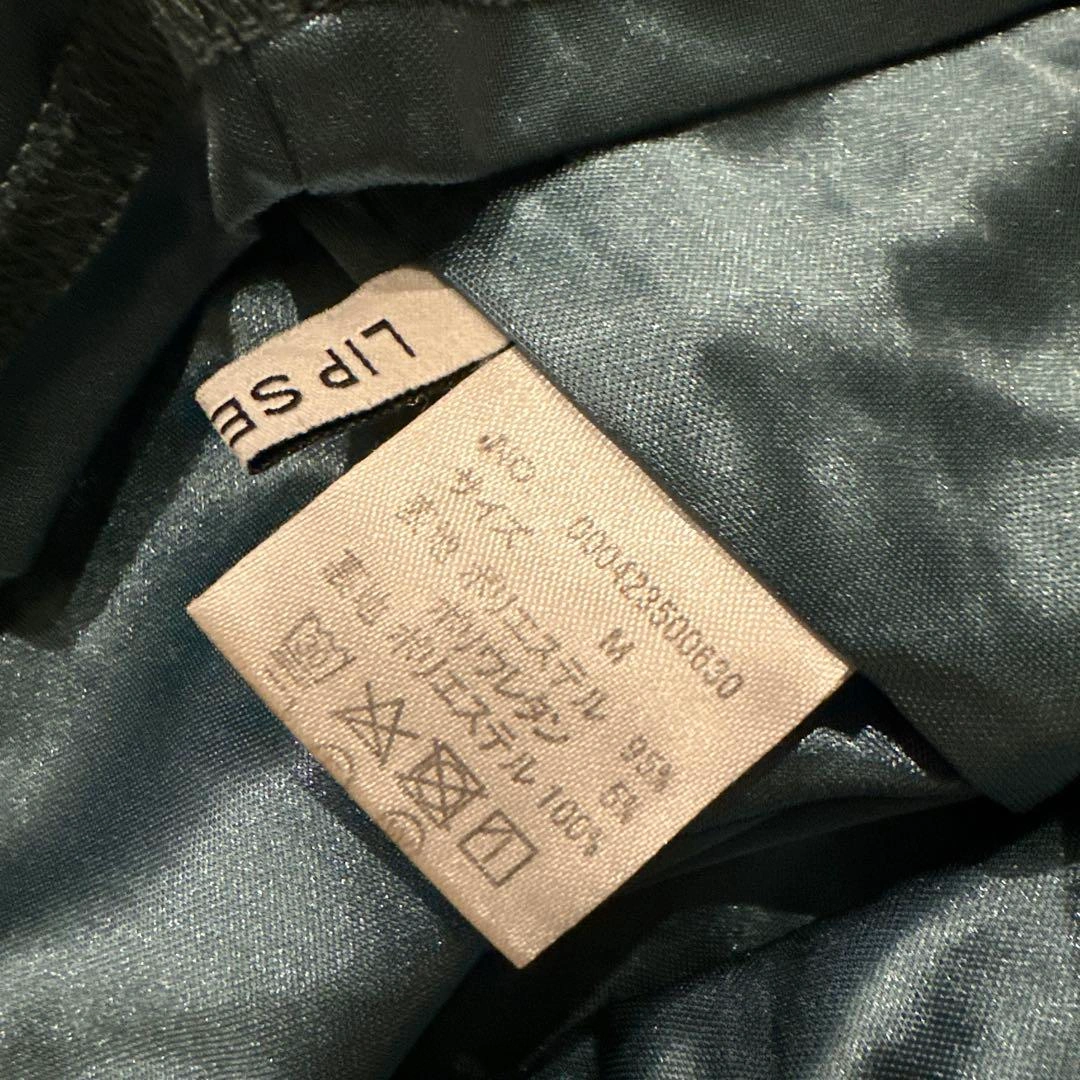 LIP SE
No. 000423500630
サイズ M
表地 ポリエステル 95%
ポリウレタン 5%
裏地 ポリエステル 100%